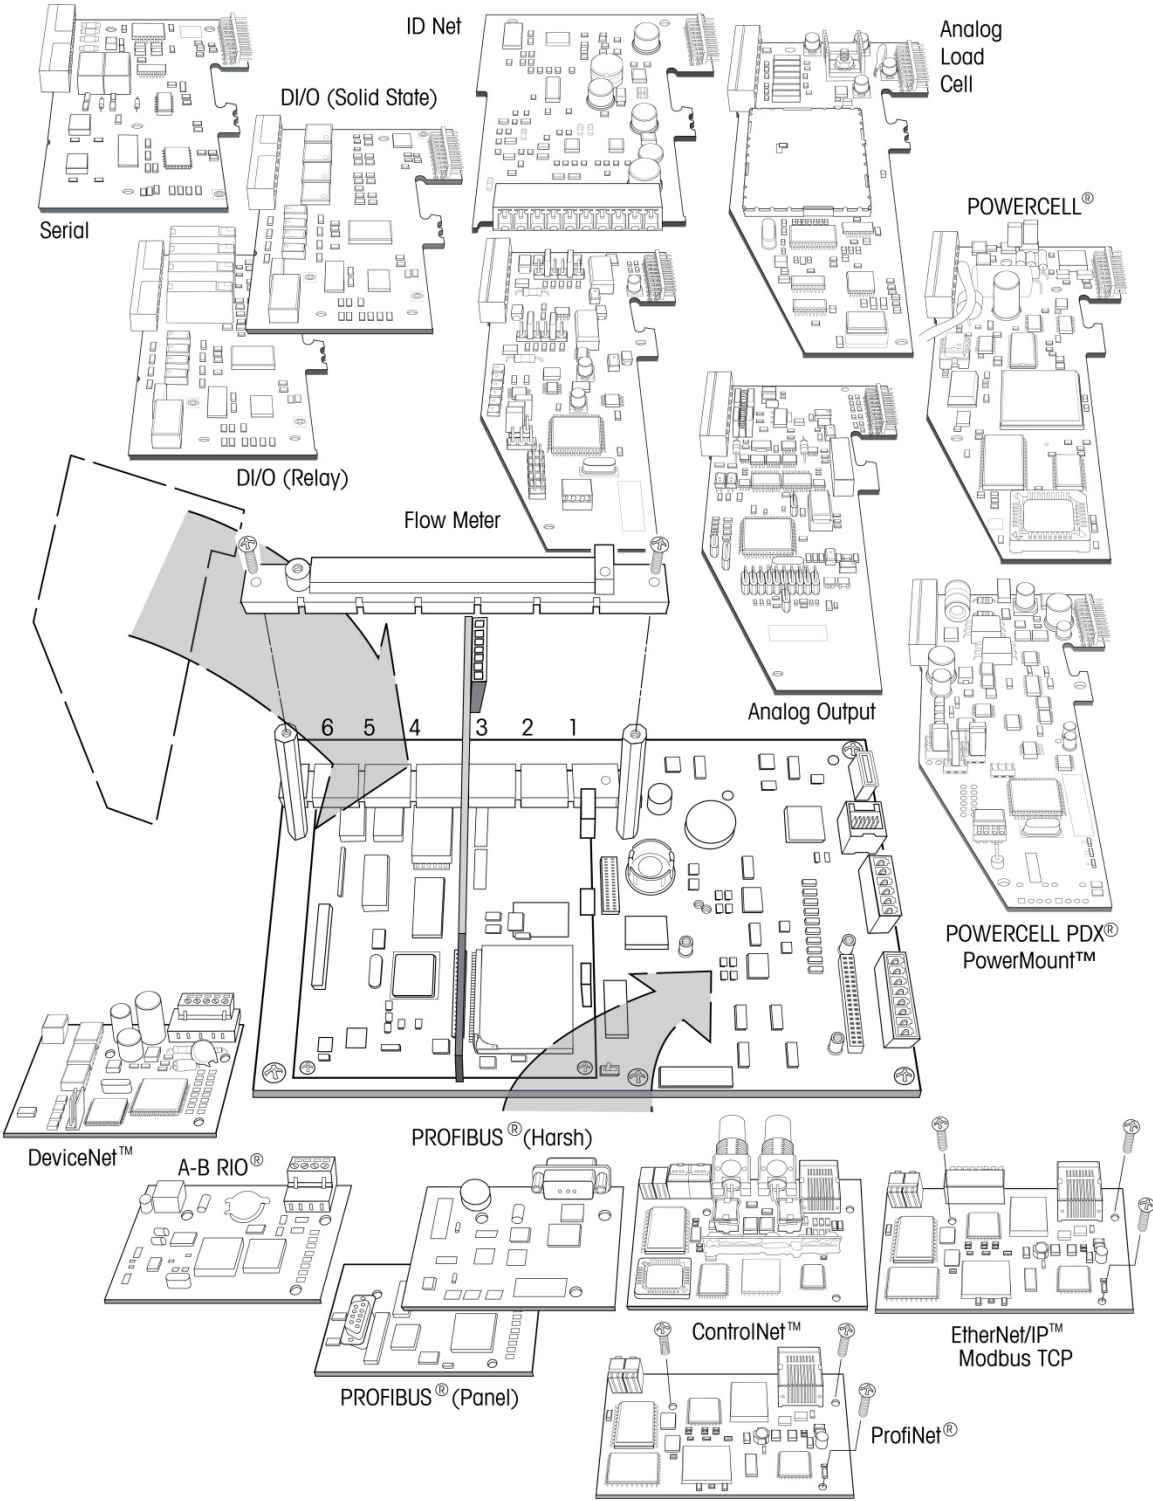 ID Net
Analog
Load
Cell
DI/O (Solid State)
Serial
POWERCELL®
DI/O (Relay)
Flow Meter
Analog Output
6 5 4 3 2 1
POWERCELL PDX®
PowerMount™
DeviceNet™
PROFIBUS® (Harsh)
A-B RIO®
ControlNet™
EtherNet/IP™
Modbus TCP
PROFIBUS® (Panel)
ProfiNet®